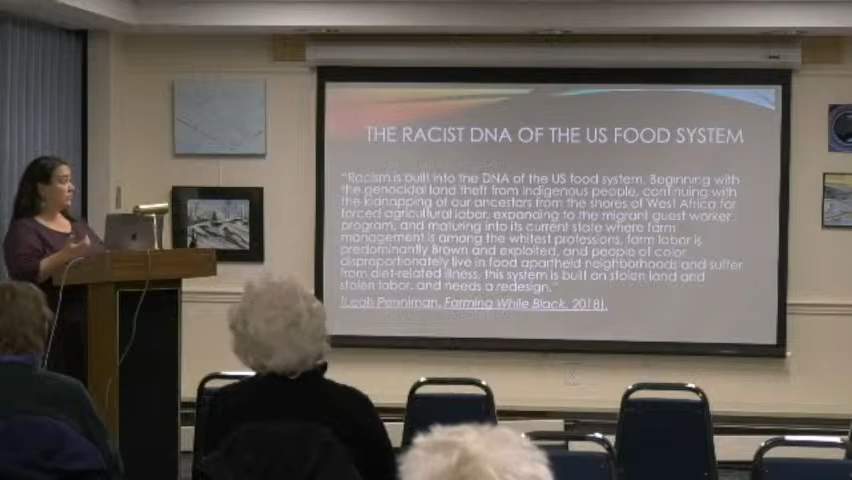 THE RACIST DNA OF THE US FOOD SYSTEM
"Racism is built into the DNA of the US food system. Beginning with
the genocidal land theft from Indigenous people, continuing with
the kidnapping of our ancestors from the shores of West Africa for
forced agricultural labor, expanding to the migrant guest worker
program, and maturing into its current state where farm
management is among the whitest professions, farm labor is
predominantly Brown and exploited, and people of color
disproportionately live in food apartheid neighborhoods and suffer
from diet-related illness, this system is built on stolen land and
stolen labor, and needs a redesign."
(Leah Penniman, Farming While Black, 2018).